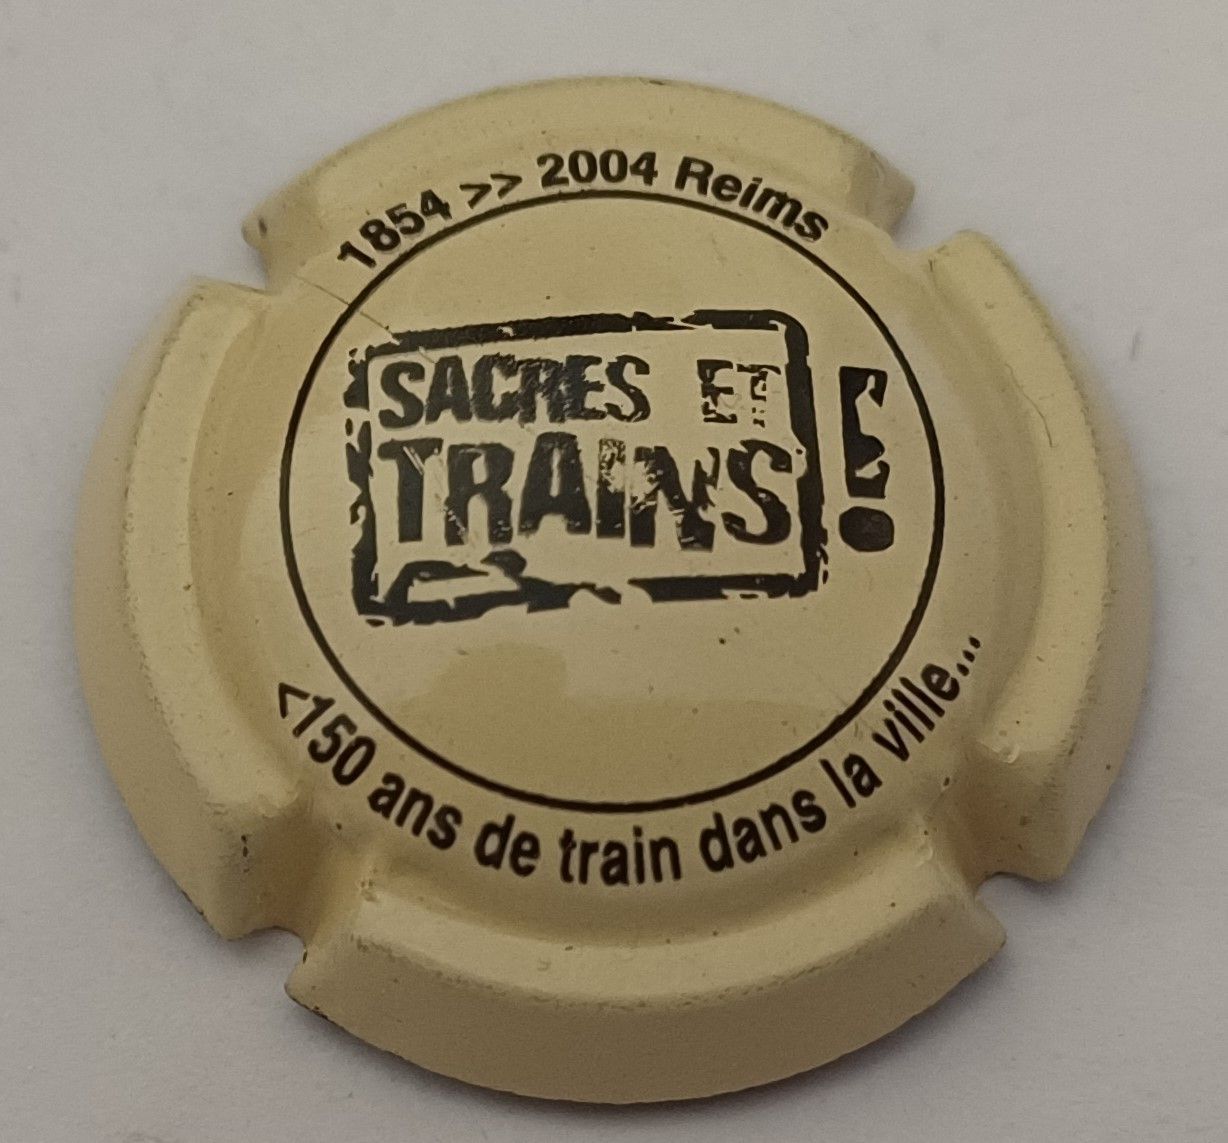 1854 >> 2004 Reims
SACRES ET
TRAINS !
<150 ans de train dans la ville...